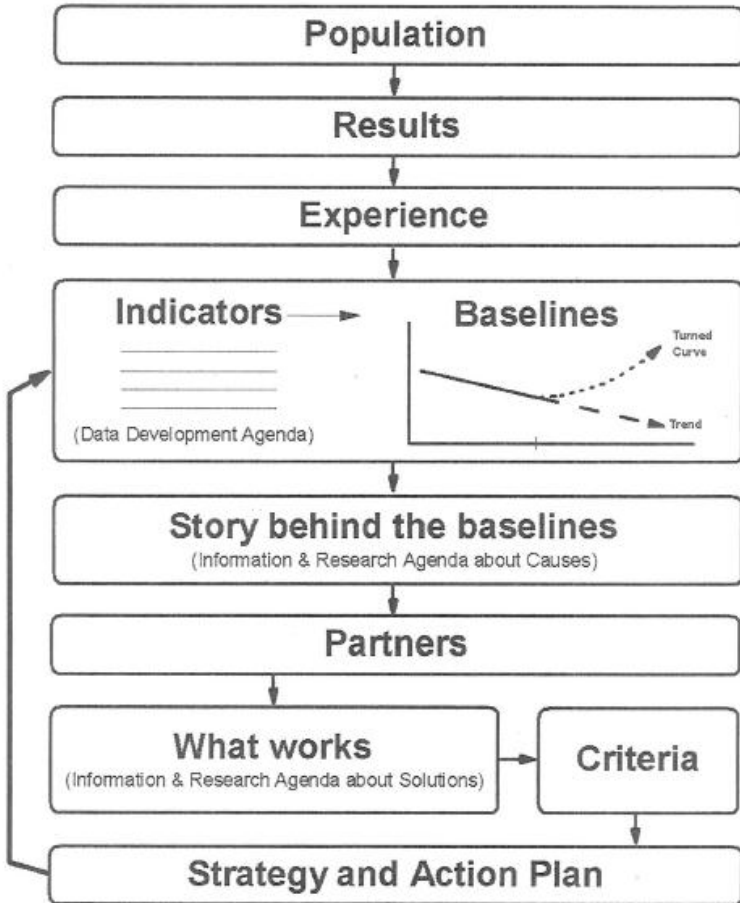 Population
Results
Experience
Indicators
Baselines
Turned
Curve
Trend
(Data Development Agenda)
Story behind the baselines
(Information & Research Agenda about Causes)
Partners
What works
(Information & Research Agenda about Solutions)
Criteria
Strategy and Action Plan